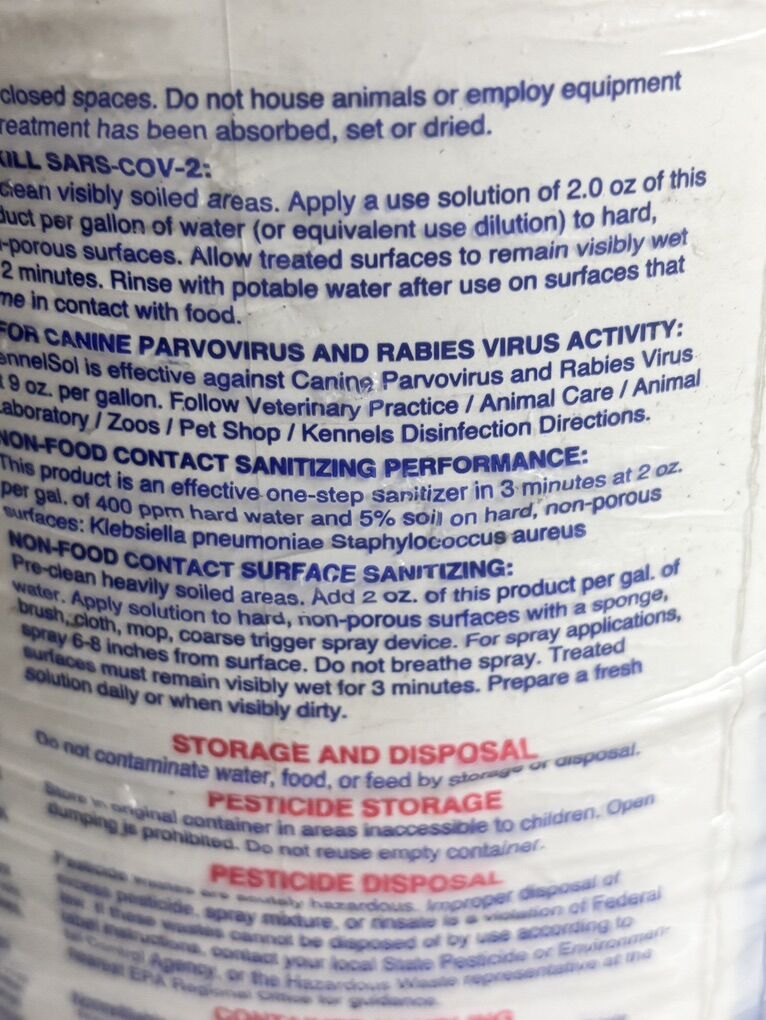 closed spaces. Do not house animals or employ equipment
reatment has been absorbed, set or dried.
KILL SARS-COV-2:
clean visibly soiled areas. Apply a use solution of 2.0 oz of this
duct per gallon of water (or equivalent use dilution) to hard,
-porous surfaces. Allow treated surfaces to remain visibly wet
2 minutes. Rinse with potable water after use on surfaces that
me in contact with food.
FOR CANINE PARVOVIRUS AND RABIES VIRUS ACTIVITY:
ennelSol is effective against Canine Parvovirus and Rabies Virus
t 9 oz. per gallon. Follow Veterinary Practice / Animal Care / Animal
aboratory / Zoos / Pet Shop / Kennels Disinfection Directions.
NON-FOOD CONTACT SANITIZING PERFORMANCE:
This product is an effective one-step sanitizer in 3 minutes at 2 oz.
per gal. of 400 ppm hard water and 5% soil on hard, non-porous
surfaces: Klebsiella pneumoniae Staphylococcus aureus
NON-FOOD CONTACT SURFACE SANITIZING:
Pre-clean heavily soiled areas. Add 2 oz. of this product per gal. of
water. Apply solution to hard, non-porous surfaces with a sponge,
brush, cloth, mop, coarse trigger spray device. For spray applications,
spray 6-8 inches from surface. Do not breathe spray. Treated
surfaces must remain visibly wet for 3 minutes. Prepare a fresh
solution daily or when visibly dirty.
STORAGE AND DISPOSAL
Do not contaminate water, food, or feed by storage or disposal.
PESTICIDE STORAGE
Store in original container in areas inaccessible to children. Open
dumping is prohibited. Do not reuse empty container.
PESTICIDE DISPOSAL
Pesticide wastes are acutely hazardous. Improper disposal of
excess pesticide, spray mixture, or rinsate is a violation of Federal
law. If these wastes cannot be disposed of by use according to
label instructions, contact your local State Pesticide or Environmen-
tal Control Agency, or the Hazardous Waste representative at the
nearest EPA Regional Office for guidance.